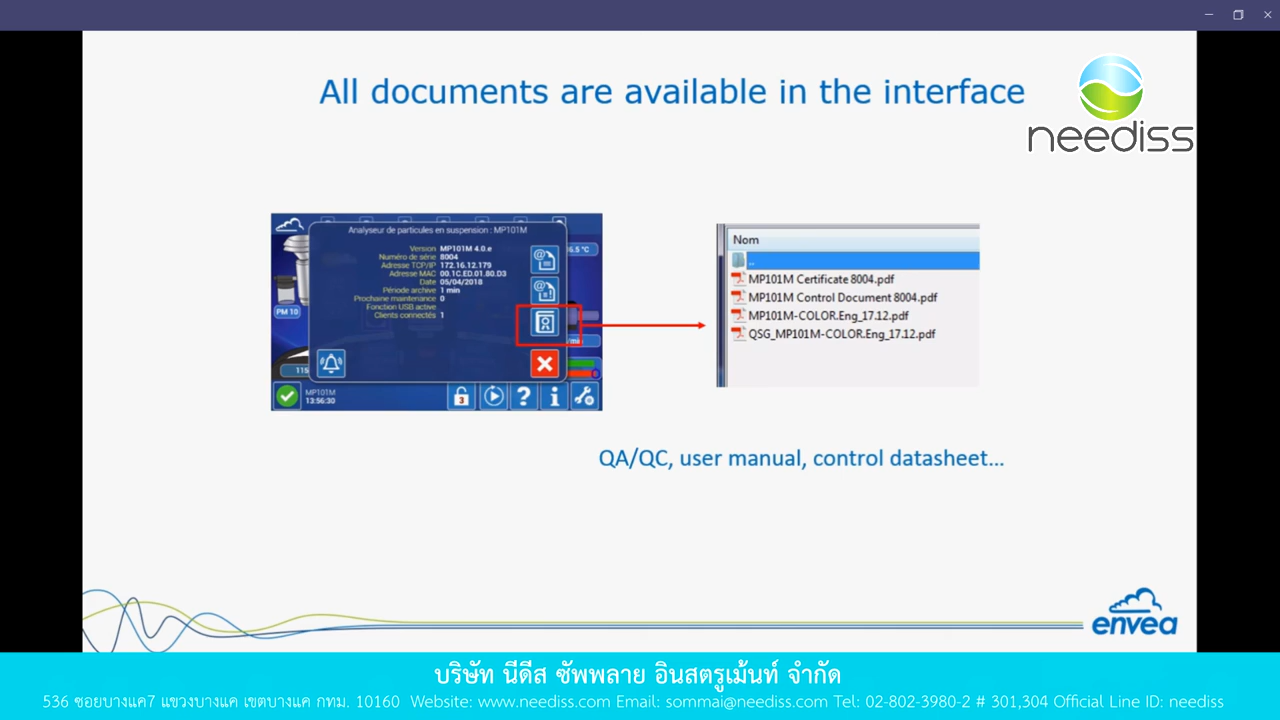 All documents are available in the interface
neediss
Analyseur de particules en suspension : MP101M
Version MP101M 4.0.e
Numéro de série 8004
Adresse TCP/IP 172.16.12.179
Adresse MAC 00.1C.ED.01.80.D3
Date 05/04/2018
Période archive 1 min
Prochaine maintenance 0
Fonction USB active
Clients connectés 1
6.5 °C
PM 10
/min
115
MP101M
13:56:30
3
Nom
..
MP101M Certificate 8004.pdf
MP101M Control Document 8004.pdf
MP101M-COLOR.Eng_17.12.pdf
QSG_MP101M-COLOR.Eng_17.12.pdf
QA/QC, user manual, control datasheet...
envea
บริษัท นีดีส ซัพพลาย อินสตรูเม้นท์ จำกัด
536 ซอยบางแค7 แขวงบางแค เขตบางแค กทม. 10160 Website: www.neediss.com Email: sommai@neediss.com Tel: 02-802-3980-2 # 301,304 Official Line ID: neediss